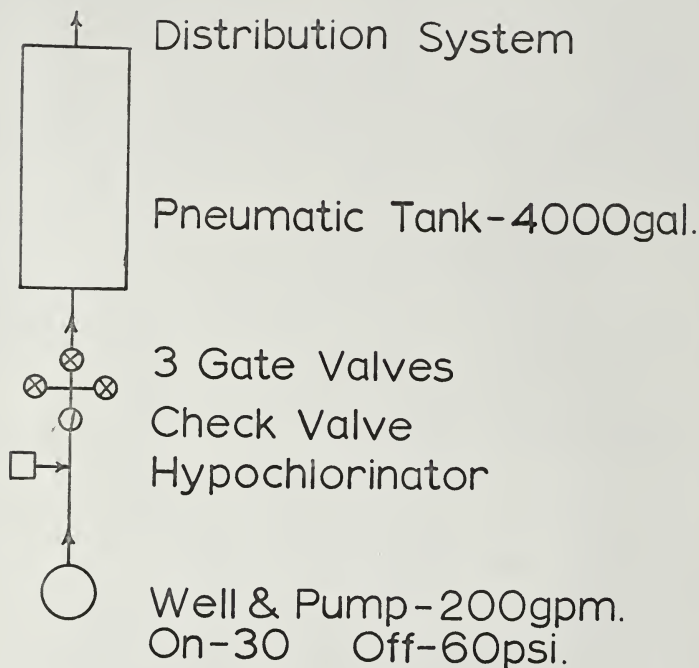 Distribution System
Pneumatic Tank-4000gal.
3 Gate Valves
Check Valve
Hypochlorinator
Well & Pump-200gpm.
On-30 Off-60psi.